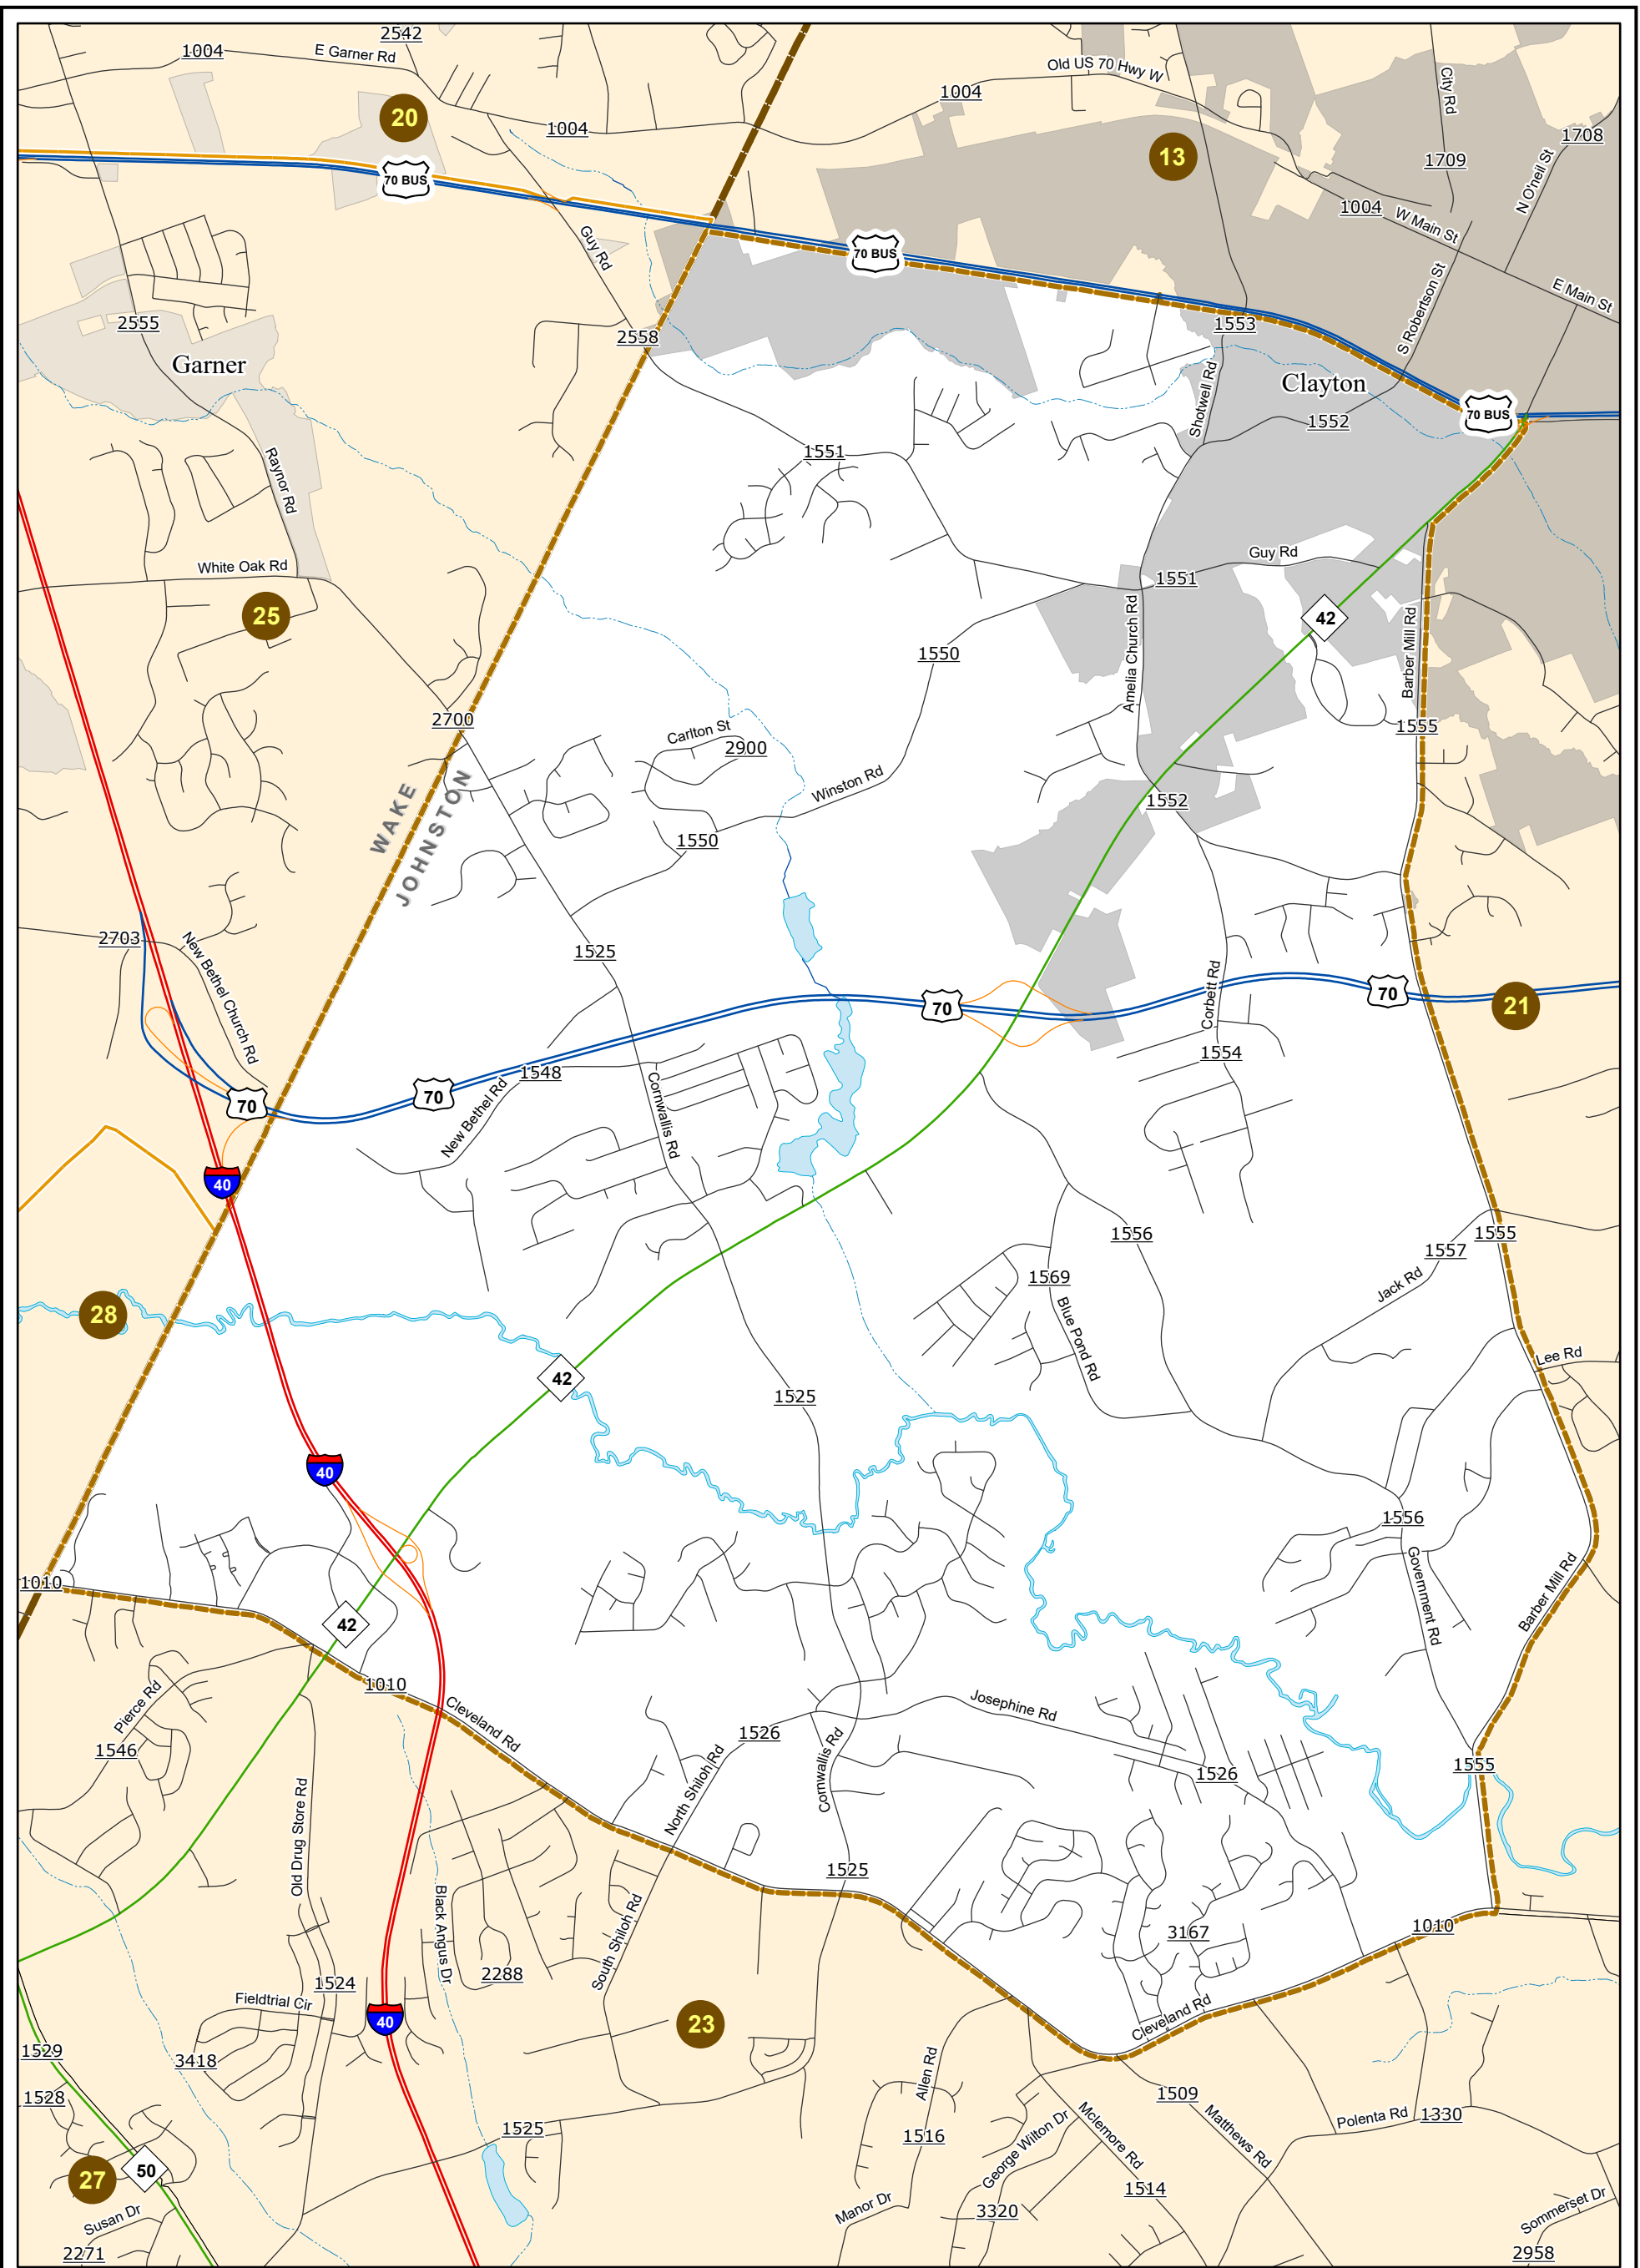 2542
1004
E Garner Rd
Old US 70 Hwy W
City Rd
1004
20
1004
1708
13
1709
N O'neil St
70 BUS
1004
W Main St
Guy Rd
70 BUS
S Robertson St
E Main St
2555
2558
1553
Garner
Clayton
Shotwell Rd
70 BUS
1552
1551
Raynor Rd
White Oak Rd
Guy Rd
1551
25
42
Amelia Church Rd
Barber Mill Rd
1550
2700
1555
Carlton St
2900
Winston Rd
WAKE
JOHNSTON
1552
1550
2703
New Bethel Church Rd
1525
Corbett Rd
70
70
21
1554
70
70
1548
New Bethel Rd
Cornwallis Rd
40
1556
1555
1557
1569
Jack Rd
28
Blue Pond Rd
Lee Rd
42
1525
40
1556
Government Rd
Barber Mill Rd
1010
42
1010
Cleveland Rd
Pierce Rd
Josephine Rd
1526
1546
North Shiloh Rd
Cornwallis Rd
1526
1555
Old Drug Store Rd
1525
Black Angus Dr
South Shiloh Rd
3167
1010
2288
1524
Fieldtrial Cir
40
23
Cleveland Rd
1529
3418
Allen Rd
1528
1509
1525
1516
George Wilton Dr
Mclemore Rd
Matthews Rd
Polenta Rd
1330
50
27
1514
Manor Dr
3320
Susan Dr
Sommerset Dr
2271
2958